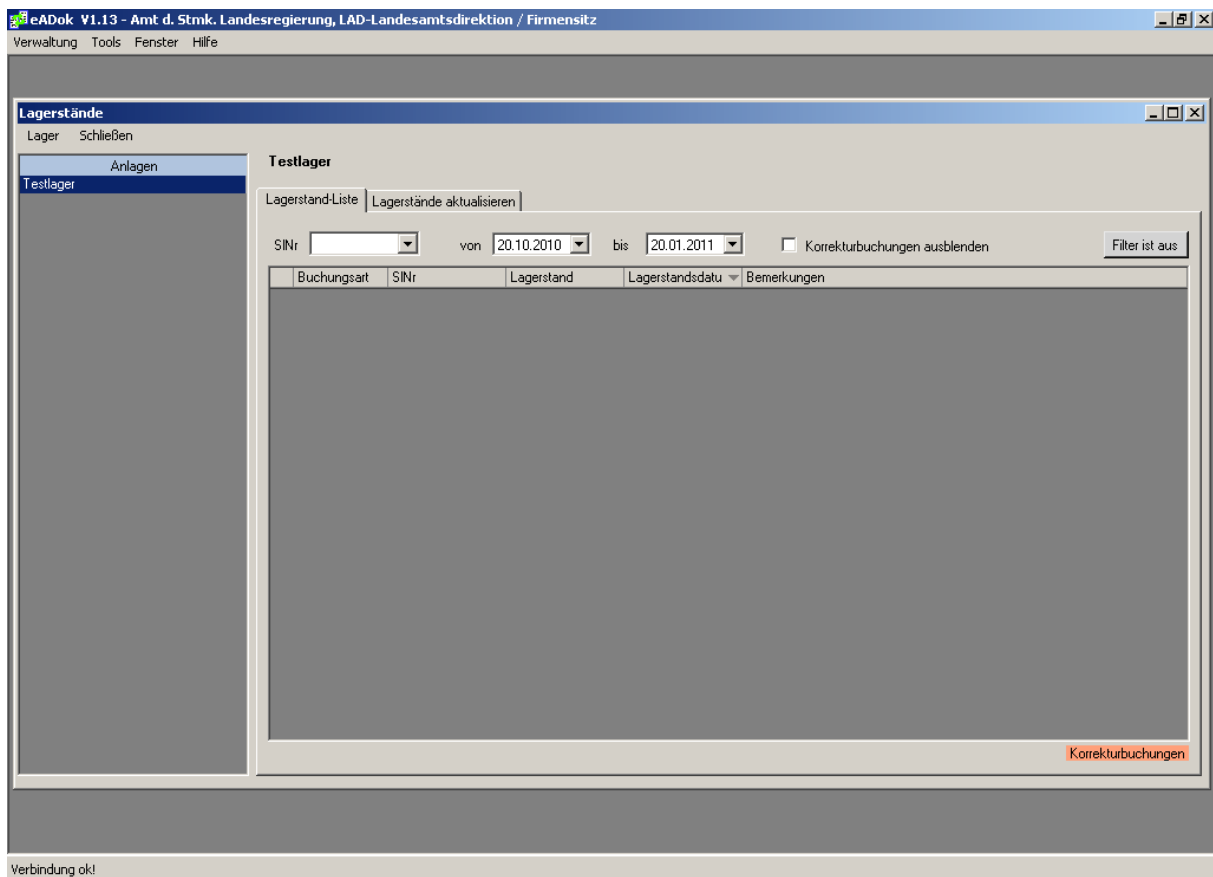 eADok V1.13 - Amt d. Stmk. Landesregierung, LAD-Landesamtsdirektion / Firmensitz
Verwaltung Tools Fenster Hilfe
Lagerstände
Lager Schließen
Anlagen
Testlager
Testlager
Lagerstand-Liste Lagerstände aktualisieren
SlNr von 20.10.2010 bis 20.01.2011 Korrekturbuchungen ausblenden Filter ist aus
Buchungsart SlNr Lagerstand Lagerstandsdatu Bemerkungen
Korrekturbuchungen
Verbindung ok!